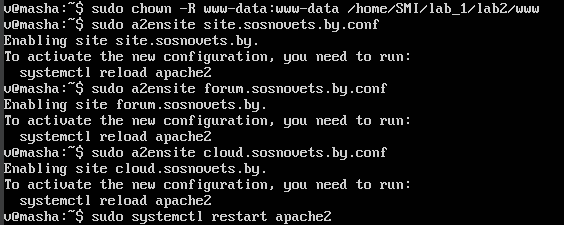 v@masha:~$ sudo chown -R www-data:www-data /home/SMI/lab_1/lab2/www
v@masha:~$ sudo a2ensite site.sosnovets.by.conf
Enabling site site.sosnovets.by.
To activate the new configuration, you need to run:
  systemctl reload apache2
v@masha:~$ sudo a2ensite forum.sosnovets.by.conf
Enabling site forum.sosnovets.by.
To activate the new configuration, you need to run:
  systemctl reload apache2
v@masha:~$ sudo a2ensite cloud.sosnovets.by.conf
Enabling site cloud.sosnovets.by.
To activate the new configuration, you need to run:
  systemctl reload apache2
v@masha:~$ sudo systemctl restart apache2